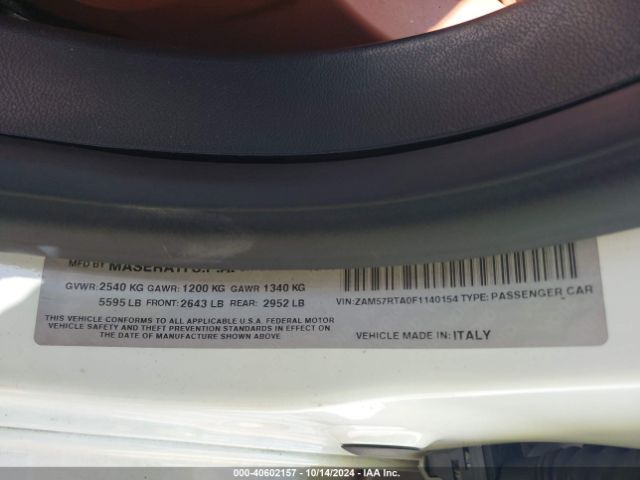 MFD BY MASERATI S.P.A.
GVWR: 2540 KG GAWR: 1200 KG GAWR 1340 KG
5595 LB FRONT: 2643 LB REAR: 2952 LB
THIS VEHICLE CONFORMS TO ALL APPLICABLE U.S.A. FEDERAL MOTOR
VEHICLE SAFETY AND THEFT PREVENTION STANDARDS IN EFFECT ON
THE DATE OF MANUFACTURE SHOWN ABOVE
VIN: ZAM57RTA0F1140154 TYPE: PASSENGER CAR
VEHICLE MADE IN: ITALY
000-40602157 - 10/14/2024 - IAA Inc.